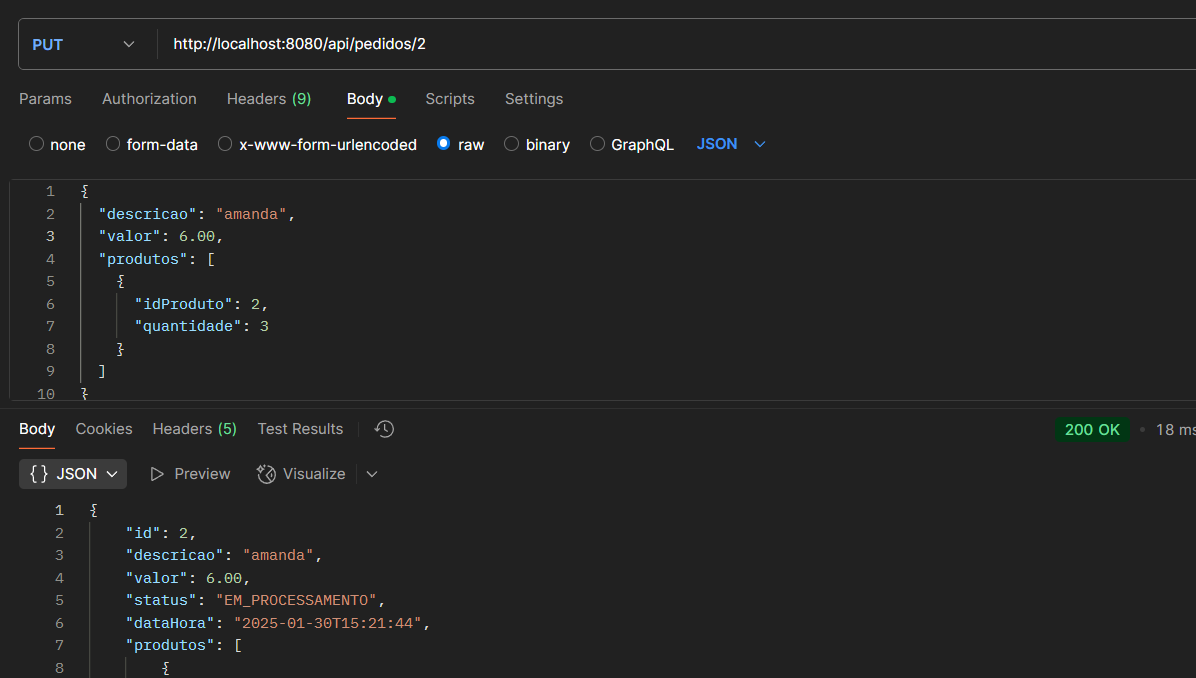 PUT http://localhost:8080/api/pedidos/2
Params Authorization Headers (9) Body Scripts Settings
none form-data x-www-form-urlencoded raw binary GraphQL JSON
1 {
2 "descricao": "amanda",
3 "valor": 6.00,
4 "produtos": [
5 {
6 "idProduto": 2,
7 "quantidade": 3
8 }
9 ]
10 }
Body Cookies Headers (5) Test Results 200 OK • 18 ms
{} JSON Preview Visualize
1 {
2 "id": 2,
3 "descricao": "amanda",
4 "valor": 6.00,
5 "status": "EM_PROCESSAMENTO",
6 "dataHora": "2025-01-30T15:21:44",
7 "produtos": [
8 {